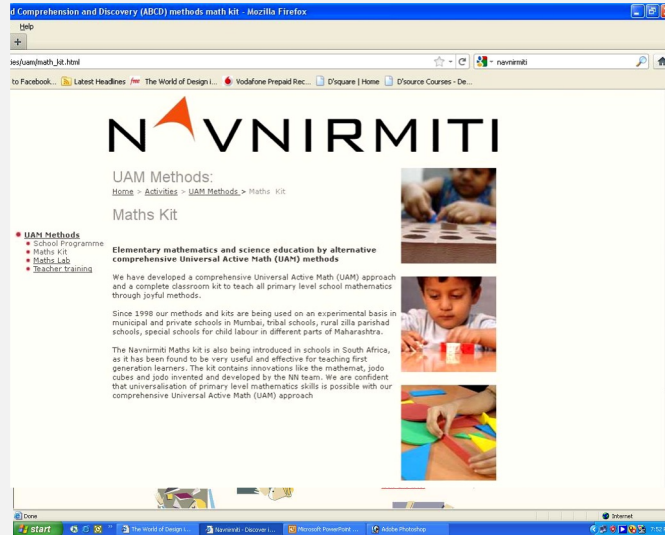 d Comprehension and Discovery (ABCD) methods math kit - Mozilla Firefox
Help
ies/uam/math_kit.html
navnirmiti
to Facebook...
Latest Headlines
The World of Design i...
Vodafone Prepaid Rec...
D'square | Home
D'source Courses - De...
NAVNIRMITI
UAM Methods:
Home > Activities > UAM Methods > Maths Kit
Maths Kit
UAM Methods
School Programme
Maths Kit
Maths Lab
Teacher training
Elementary mathematics and science education by alternative
comprehensive Universal Active Math (UAM) methods
We have developed a comprehensive Universal Active Math (UAM) approach
and a complete classroom kit to teach all primary level school mathematics
through joyful methods.
Since 1998 our methods and kits are being used on an experimental basis in
municipal and private schools in Mumbai, tribal schools, rural zilla parishad
schools, special schools for child labour in different parts of Maharashtra.
The Navnirmiti Maths kit is also being introduced in schools in South Africa,
as it has been found to be very useful and effective for teaching first
generation learners. The kit contains innovations like the mathemat, jodo
cubes and jodo invented and developed by the NN team. We are confident
that universalisation of primary level mathematics skills is possible with our
comprehensive Universal Active Math (UAM) approach
Done
Internet
start
The World of Design i...
Navnirmiti - Discover i...
Microsoft PowerPoint ...
Adobe Photoshop
7:52